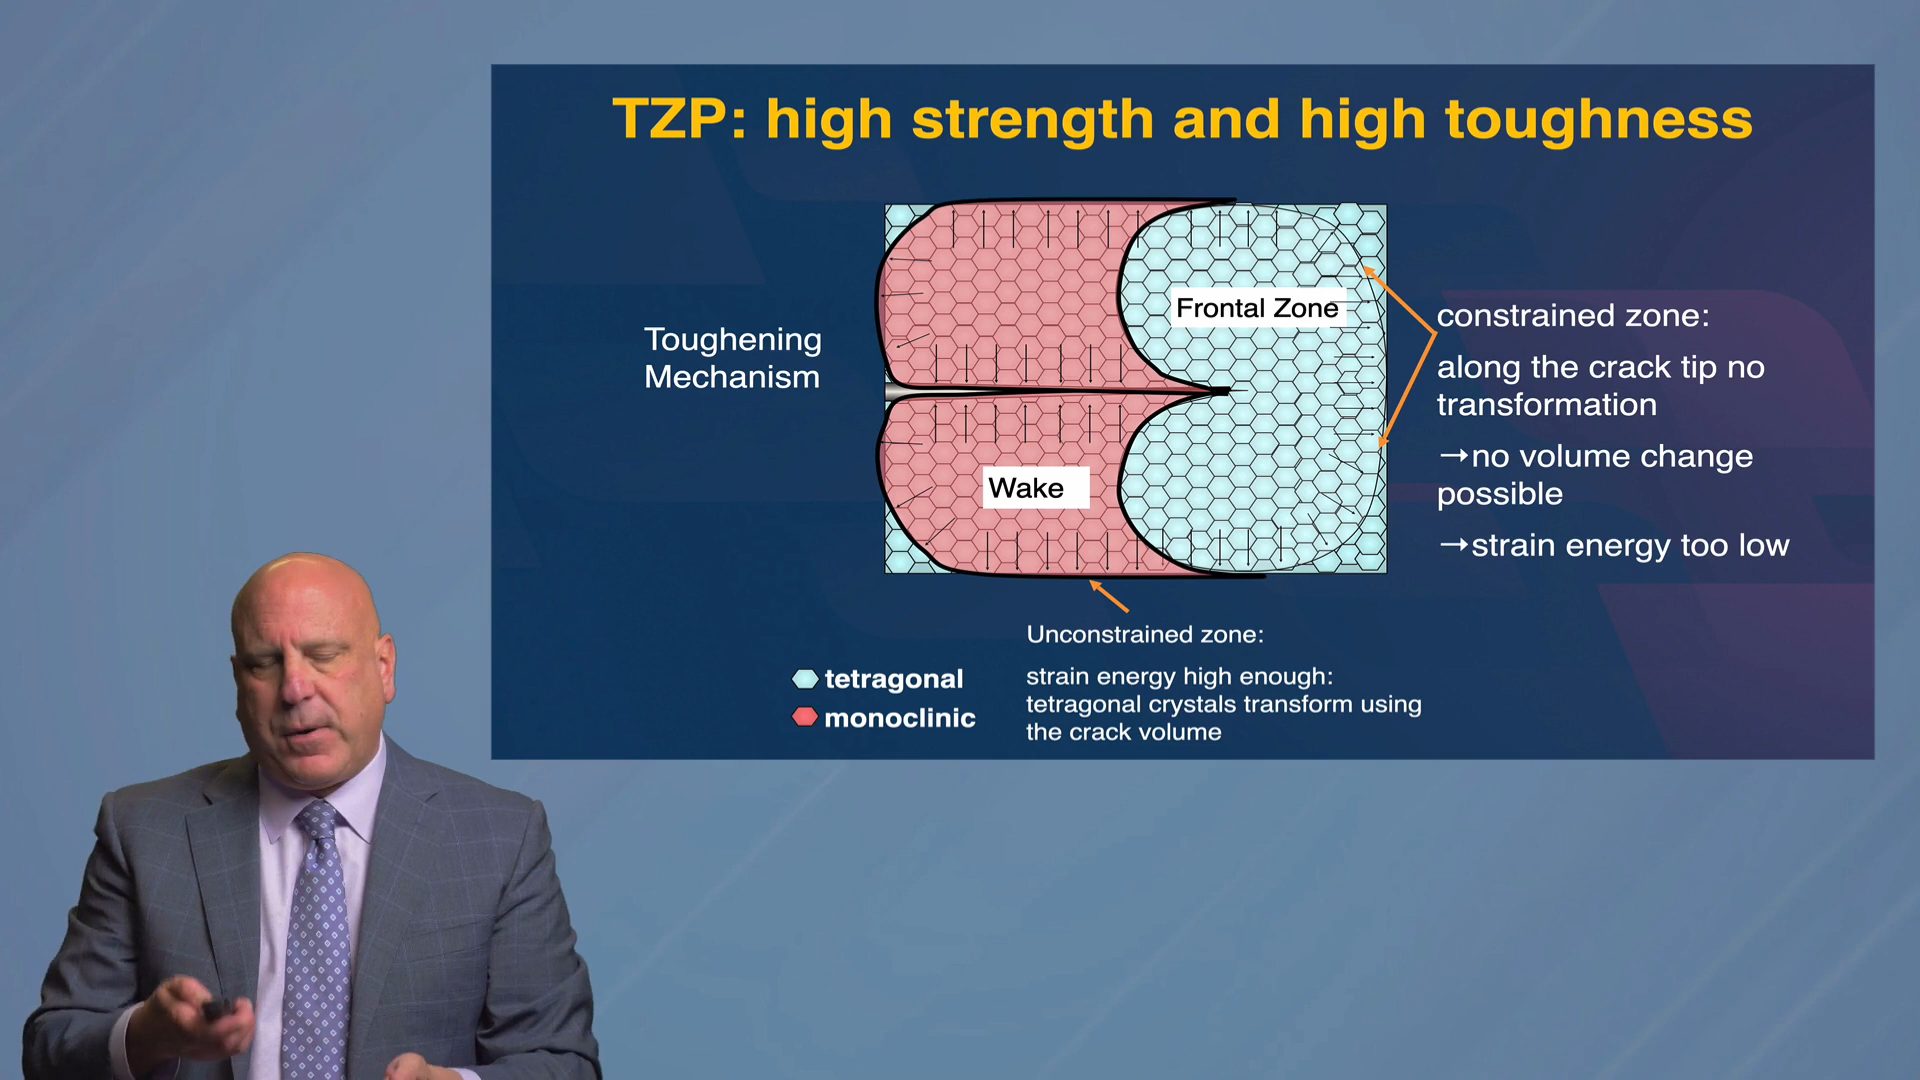 TZP: high strength and high toughness
Toughening
Mechanism
Frontal Zone
Wake
constrained zone:
along the crack tip no
transformation
→no volume change
possible
→strain energy too low
Unconstrained zone:
strain energy high enough:
tetragonal crystals transform using
the crack volume
tetragonal
monoclinic